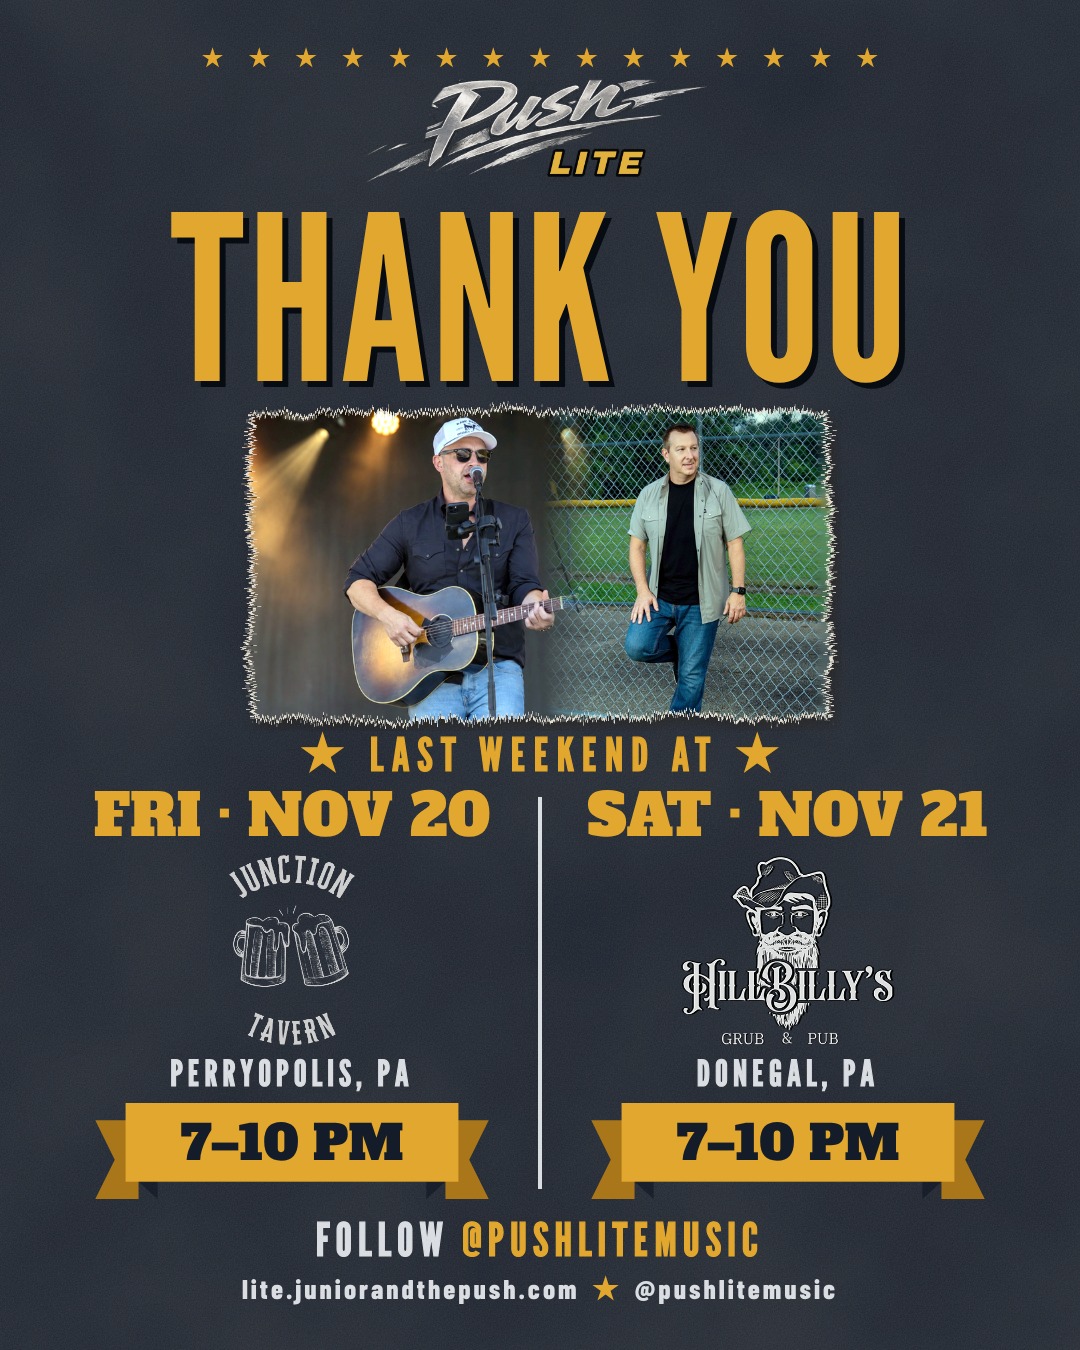 Push
LITE
THANK YOU
LAST WEEKEND AT
FRI · NOV 20
JUNCTION
TAVERN
PERRYOPOLIS, PA
7–10 PM
SAT · NOV 21
HILLBILLY'S
GRUB & PUB
DONEGAL, PA
7–10 PM
FOLLOW @PUSHLITEMUSIC
lite.juniorandthepush.com ★ @pushlitemusic